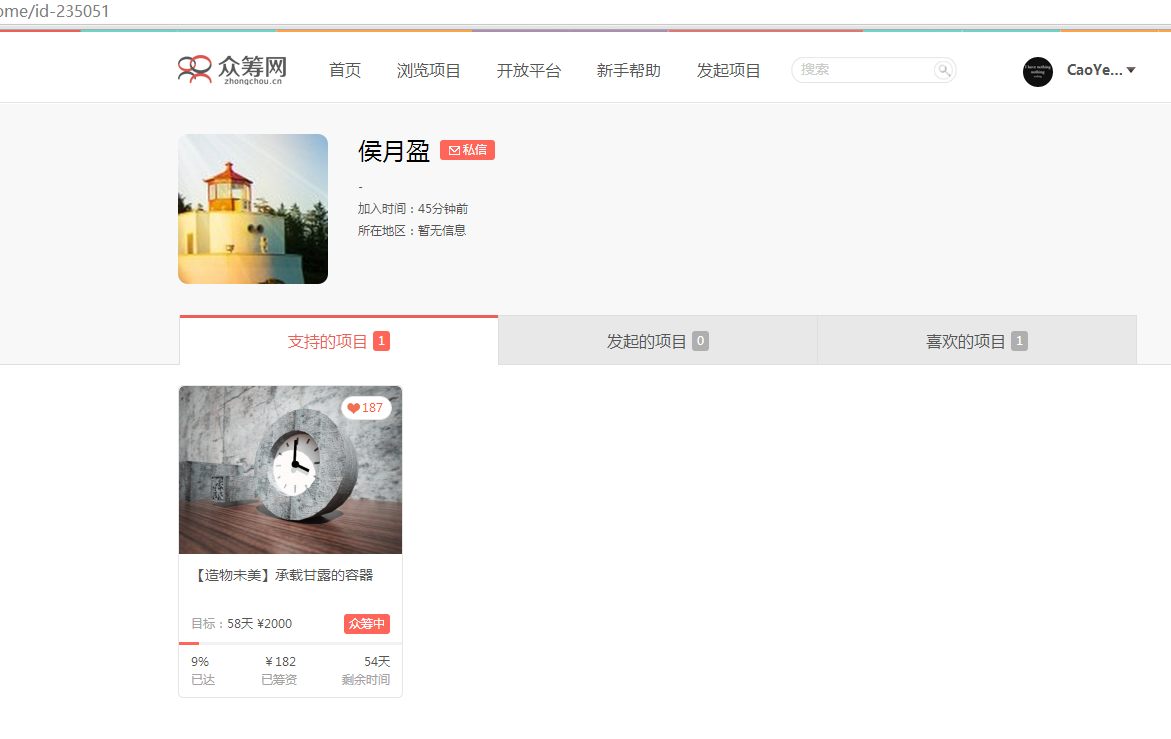 ome/id-235051
众筹网
zhongchou.cn
首页 浏览项目 开放平台 新手帮助 发起项目 搜索 CaoYe...
侯月盈 私信
-
加入时间：45分钟前
所在地区：暂无信息
支持的项目 1 发起的项目 0 喜欢的项目 1
187
【造物未美】承载甘露的容器
目标：58天 ¥2000 众筹中
9% ¥182 54天
已达 已筹资 剩余时间